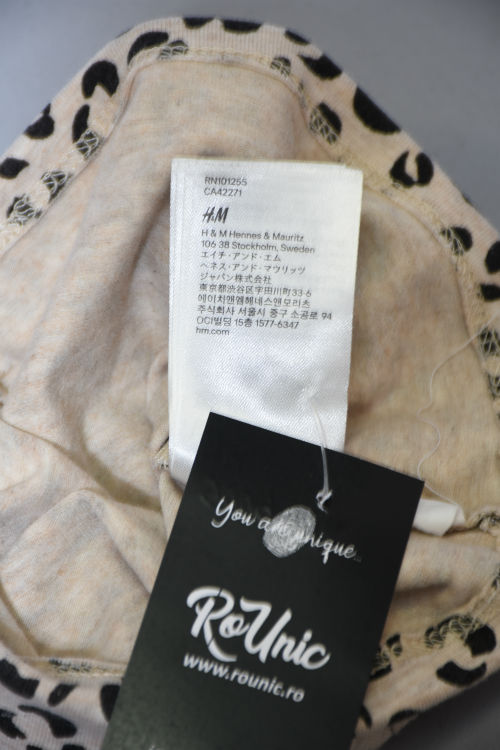 RN101255
CA42271
H&M
H & M Hennes & Mauritz
106 38 Stockholm, Sweden
エイチ・アンド・エム
ヘネス・アンド・マウリッツ
ジャパン株式会社
東京都渋谷区宇田川町33-6
에이치앤엠헤네스앤모리츠
주식회사 서울시 중구 소공로 94
OCI빌딩 15층 1577-6347
hm.com
You are unique...
RoUnic
www.rounic.ro